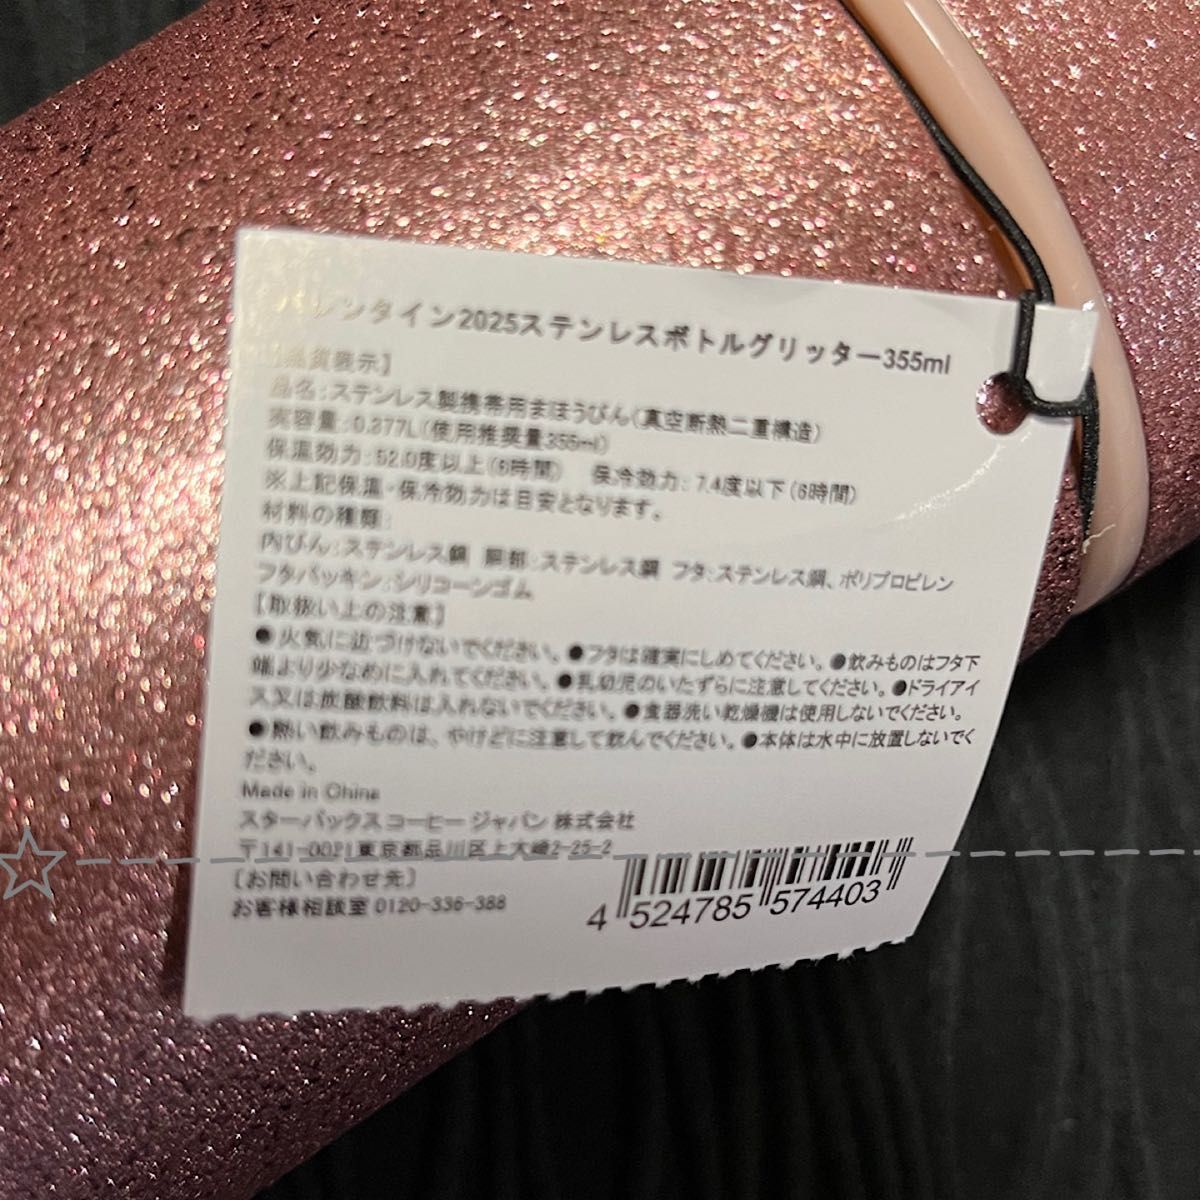 レンタイン2025ステンレスボトルグリッター355ml
質表示】
品名:ステンレス製携帯用まほうびん(真空断熱二重構造)
実容量:0.377L(使用推奨量355ml)
保温効力:52.0度以上(6時間) 保冷効力:7.4度以下(6時間)
※上記保温・保冷効力は目安となります。
材料の種類:
内びん:ステンレス鋼 胴部:ステンレス鋼 フタ:ステンレス鋼、ポリプロピレン
フタパッキン:シリコーンゴム
【取扱い上の注意】
●火気に近づけないでください。●フタは確実にしめてください。●飲みものはフタ下
端より少なめに入れてください。●乳幼児のいたずらに注意してください。●ドライアイ
ス又は炭酸飲料は入れないでください。●食器洗い乾燥機は使用しないでください。
●熱い飲みものは、やけどに注意して飲んでください。●本体は水中に放置しないでく
ださい。
Made in China
スターバックス コーヒー ジャパン 株式会社
〒141-0021東京都品川区上大崎2-25-2
［お問い合わせ先］
お客様相談室 0120-336-388
4 524785 574403